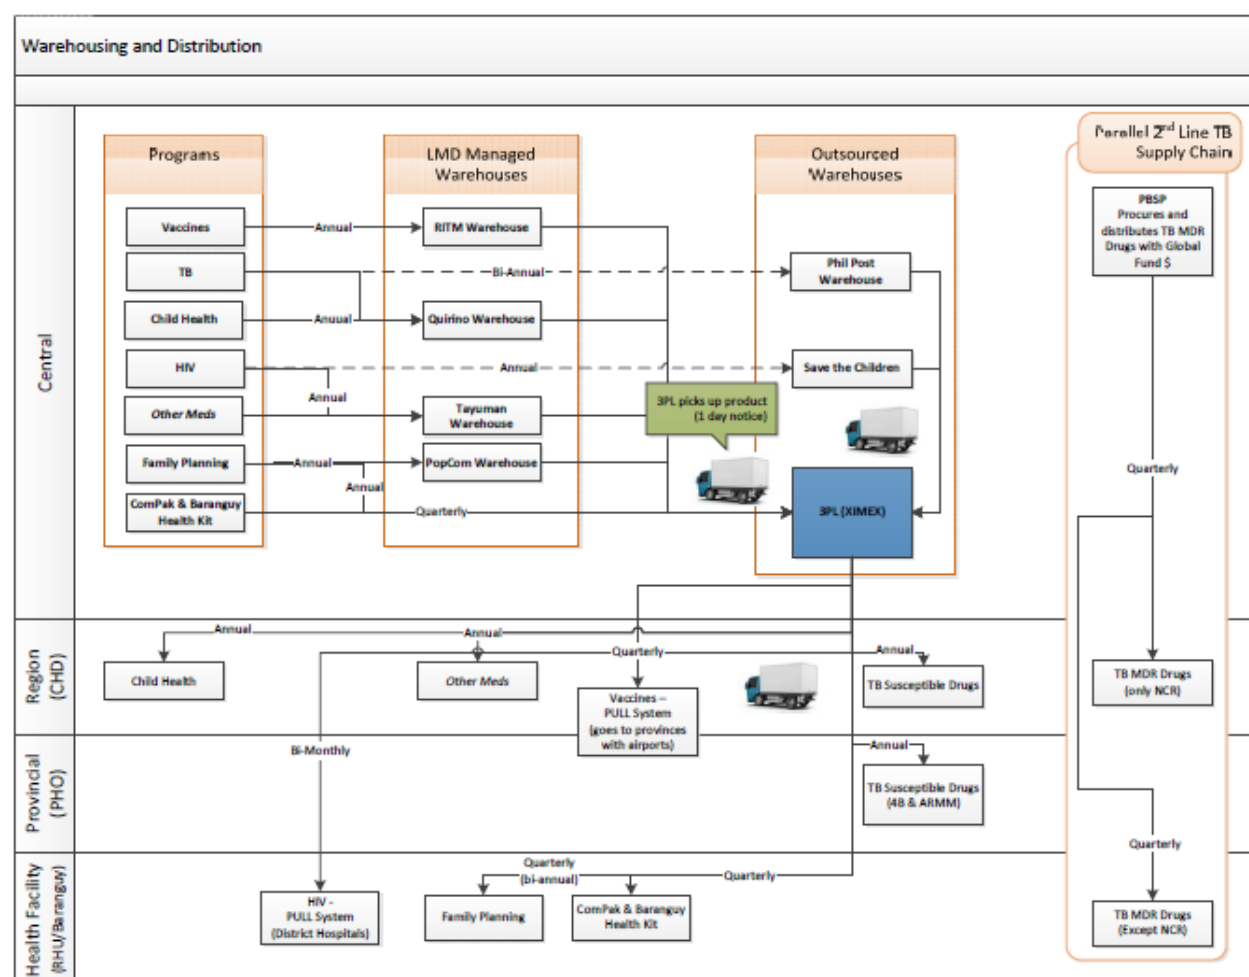 Warehousing and Distribution
Central
Programs
LMD Managed
Warehouses
Outsourced
Warehouses
Parallel 2nd Line TB
Supply Chain
Vaccines
Annual
RITM Warehouse
TB
Bi-Annual
Phil Post
Warehouse
Child Health
Anuual
Quirino Warehouse
HIV
Annual
Save the Children
Annual
Other Meds
Tayuman
Warehouse
3PL picks up product
(1 day notice)
Family Planning
Annual
PopCom Warehouse
Annual
ComPak & Baranguy
Health Kit
Quarterly
3PL (XIMEX)
PBSP
Procures and
distributes TB MDR
Drugs with Global
Fund $
Quarterly
Region
(CHD)
Annual
Annual
Quarterly
Annual
Child Health
Other Meds
Vaccines –
PULL System
(goes to provinces
with airports)
TB Susceptible Drugs
TB MDR Drugs
(only NCR)
Provincial
(PHO)
Bi-Monthly
Annual
TB Susceptible Drugs
(4B & ARMM)
Quarterly
Health Facility
(RHU/Baranguy)
Quarterly
(bi-annual)
Quarterly
HIV -
PULL System
(District Hospitals)
Family Planning
ComPak & Baranguy
Health Kit
TB MDR Drugs
(Except NCR)